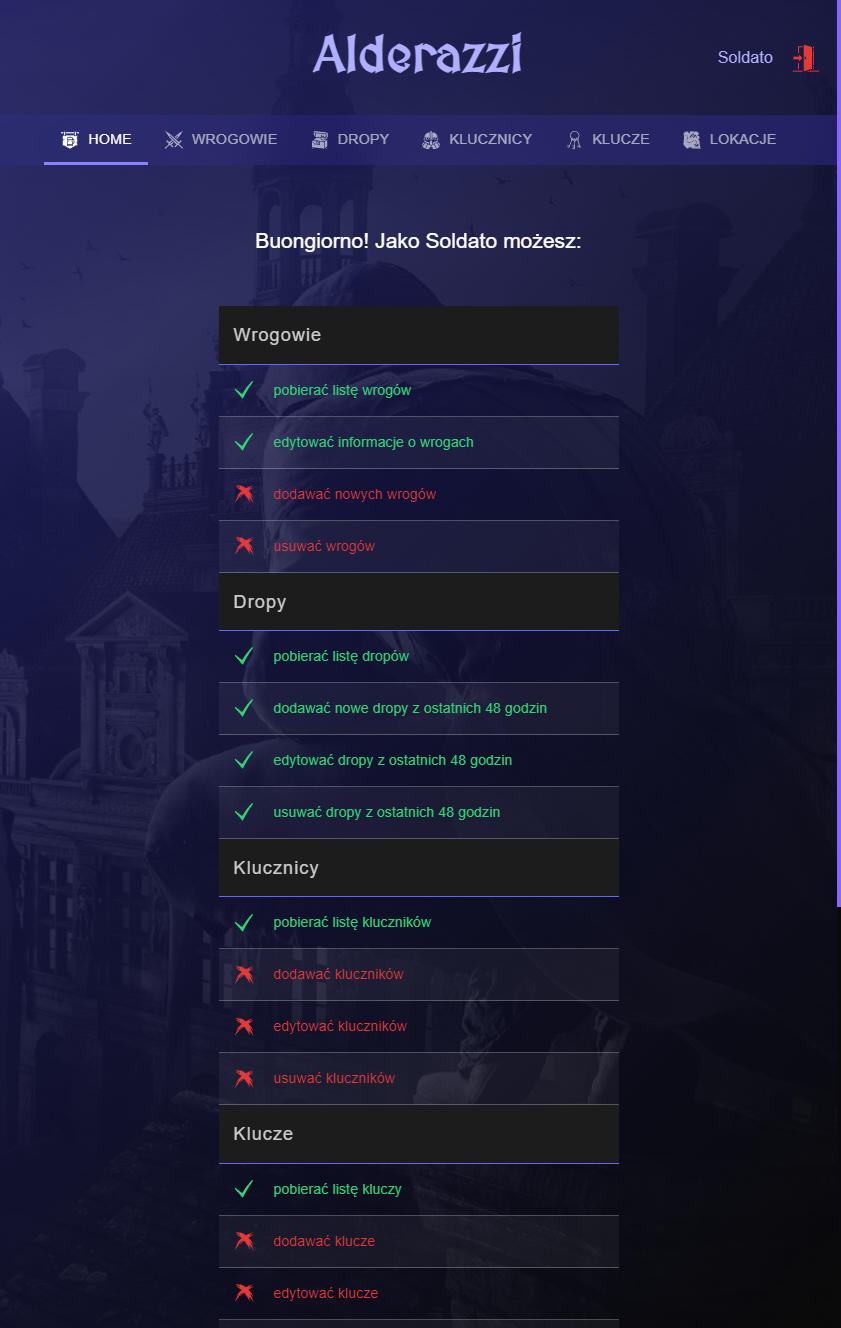 Alderazzi
Soldato
HOME WROGOWIE DROPY KLUCZNICY KLUCZE LOKACJE
Buongiorno! Jako Soldato możesz:
Wrogowie
pobierać listę wrogów
edytować informacje o wrogach
dodawać nowych wrogów
usuwać wrogów
Dropy
pobierać listę dropów
dodawać nowe dropy z ostatnich 48 godzin
edytować dropy z ostatnich 48 godzin
usuwać dropy z ostatnich 48 godzin
Klucznicy
pobierać listę kluczników
dodawać kluczników
edytować kluczników
usuwać kluczników
Klucze
pobierać listę kluczy
dodawać klucze
edytować klucze